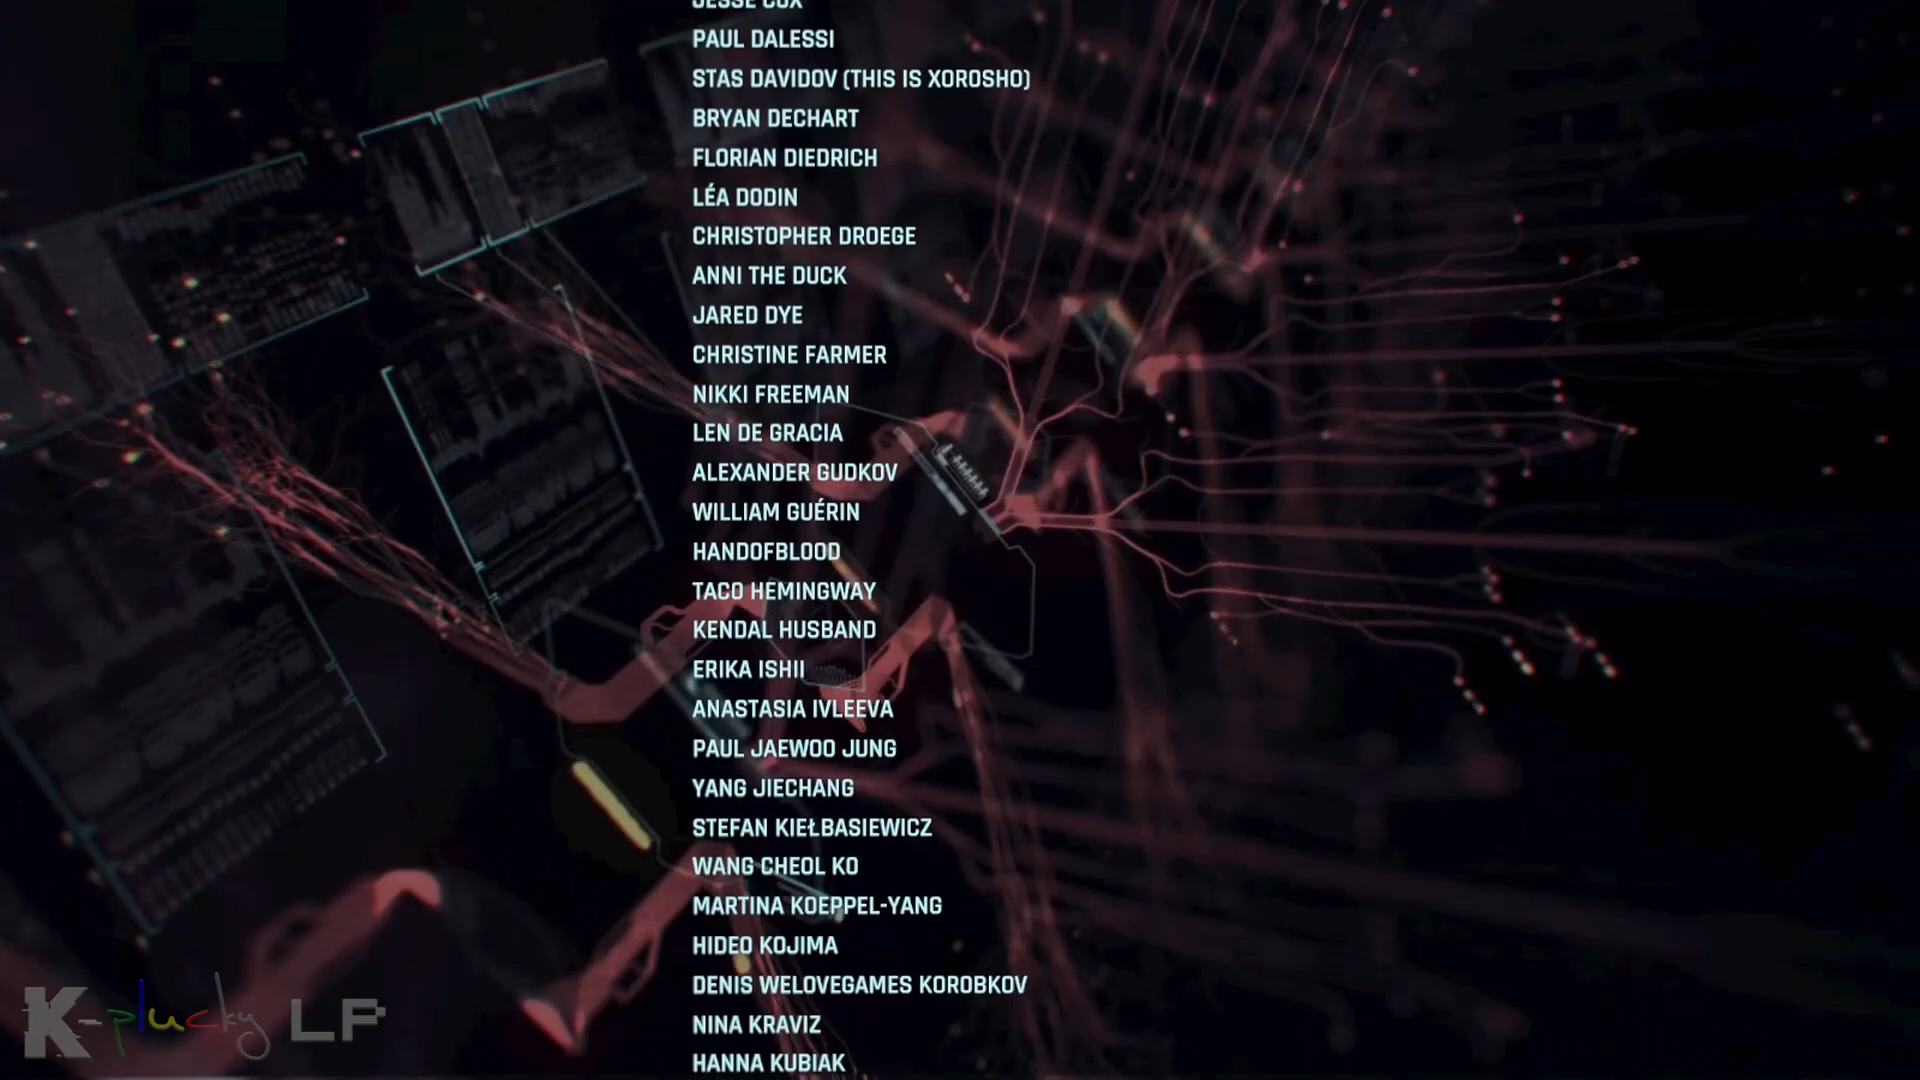 JESSE COX
PAUL DALESSI
STAS DAVIDOV (THIS IS XOROSHO)
BRYAN DECHART
FLORIAN DIEDRICH
LÉA DODIN
CHRISTOPHER DROEGE
ANNI THE DUCK
JARED DYE
CHRISTINE FARMER
NIKKI FREEMAN
LEN DE GRACIA
ALEXANDER GUDKOV
WILLIAM GUÉRIN
HANDOFBLOOD
TACO HEMINGWAY
KENDAL HUSBAND
ERIKA ISHII
ANASTASIA IVLEEVA
PAUL JAEWOO JUNG
YANG JIECHANG
STEFAN KIEŁBASIEWICZ
WANG CHEOL KO
MARTINA KOEPPEL-YANG
HIDEO KOJIMA
DENIS WELOVEGAMES KOROBKOV
NINA KRAVIZ
HANNA KUBIAK
K-plucky LP